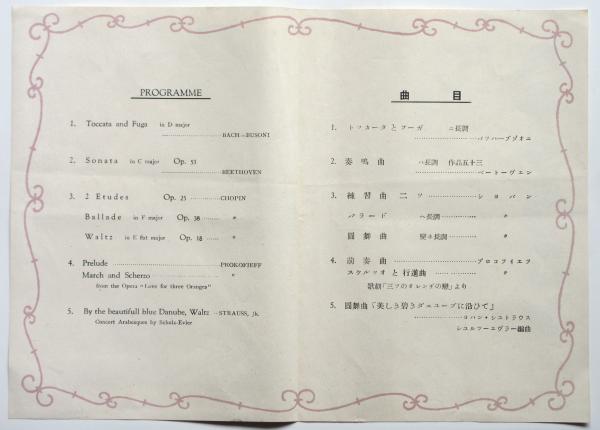 PROGRAMME
1. Toccata and Fuga in D major
BACH—BUSONI
2. Sonata in C major Op. 53
BEETHOVEN
3. 2 Etudes Op. 25 CHOPIN
Ballade in F major Op. 38 〃
Waltz in E flat major Op. 18 〃
4. Prelude PROKOFIEFF
March and Scherzo 〃
from the Opera "Love for three Oranges"
5. By the beautifull blue Danube, Waltz STRAUSS, Jk.
Concert Arabesques by Schulz-Evler
曲目
1. トツカータとフーガ ニ長調
バツハーブゾオニ
2. 奏鳴曲 ハ長調 作品五十三
ベートーヴエン
3. 練習曲二ツ シヨパン
バラード ヘ長調 〃
圓舞曲 變ホ長調 〃
4. 前奏曲 プロコフイエフ
スケルツオと行進曲 〃
歌劇「三ツのオレンヂの戀」より
5. 圓舞曲「美しき碧きダニユーブに沿ひて」
ヨハン・シユトラウス
シユルツーエヴラー編曲